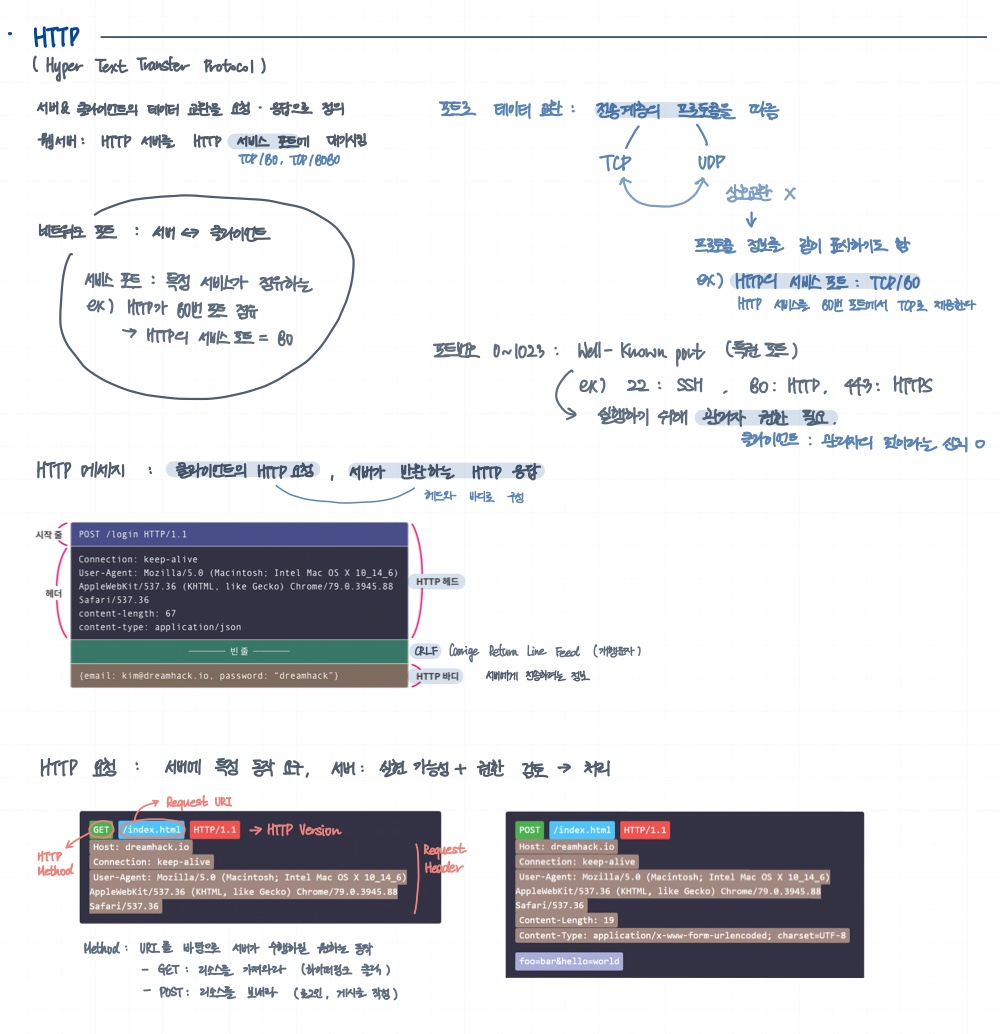 HTTP
( Hyper Text Transfer Protocol )
서버 & 클라이언트의 데이터 교환을 요청 · 응답으로 정의
웹서버 : HTTP 서버를 HTTP 서비스 포트에 대기시킴
TCP/80, TCP/8080
네트워크 포트 : 서버 ↔ 클라이언트
서비스 포트 : 특정 서비스가 점유하는
ex) HTTP가 80번 포트 점유
→ HTTP의 서비스 포트 = 80
포트로 데이터 교환 : 전송계층의 프로토콜을 따름
TCP UDP
상호교환 X
프로토콜 정보를 같이 표시하기도 함
ex) HTTP의 서비스 포트 : TCP/80
HTTP 서비스를 80번 포트에서 TCP로 제공한다
포트번호 0~1023 : Well-Known port (특권 포트)
ex) 22 : SSH , 80 : HTTP, 443 : HTTPS
실행하기 위해 관리자 권한 필요.
클라이언트 : 관리자의 것이라는 신뢰 O
HTTP 메세지 : 클라이언트의 HTTP 요청 , 서버가 반환하는 HTTP 응답
헤드와 바디로 구성
시작 줄
POST /login HTTP/1.1
헤더
Connection: keep-alive
User-Agent: Mozilla/5.0 (Macintosh; Intel Mac OS X 10_14_6)
AppleWebKit/537.36 (KHTML, like Gecko) Chrome/79.0.3945.88
Safari/537.36
content-length: 67
content-type: application/json
HTTP 헤드
빈 줄
CRLF Carrige Return Line Feed (개행문자)
{email: kim@dreamhack.io, password: "dreamhack"}
HTTP 바디 서버에게 전송하려는 정보
HTTP 요청 : 서버에 특정 동작 요구, 서버 : 실현 가능성 + 권한 검토 → 처리
Request URI
GET /index.html HTTP/1.1 → HTTP Version
HTTP
Method
Host: dreamhack.io
Connection: keep-alive
User-Agent: Mozilla/5.0 (Macintosh; Intel Mac OS X 10_14_6)
AppleWebKit/537.36 (KHTML, like Gecko) Chrome/79.0.3945.88
Safari/537.36
Request
Header
Method : URI를 바탕으로 서버가 수행하길 원하는 동작
- GET : 리소스를 가져와라 (하이퍼링크 클릭)
- POST : 리소스를 보내라 (로그인, 게시글 작성)
POST /index.html HTTP/1.1
Host: dreamhack.io
Connection: keep-alive
User-Agent: Mozilla/5.0 (Macintosh; Intel Mac OS X 10_14_6)
AppleWebKit/537.36 (KHTML, like Gecko) Chrome/79.0.3945.88
Safari/537.36
Content-Length: 19
Content-Type: application/x-www-form-urlencoded; charset=UTF-8
foo=bar&hello=world